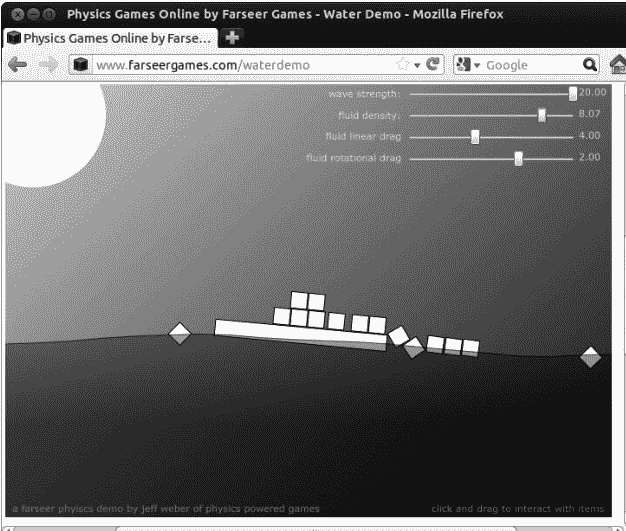 Physics Games Online by Farseer Games - Water Demo - Mozilla Firefox
Physics Games Online by Farse...
www.farseergames.com/waterdemo
Google
wave strength: 20.00
fluid density: 8.07
fluid linear drag 4.00
fluid rotational drag 2.00
a farseer phyiscs demo by jeff weber of physics powered games
click and drag to interact with items